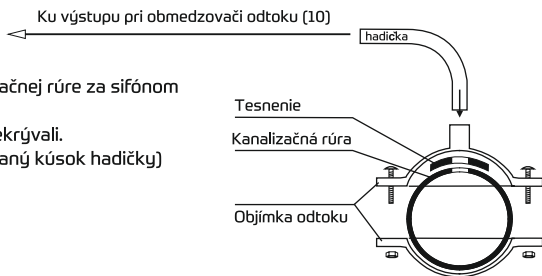 Ku výstupu pri obmedzovači odtoku (10)
hadička
ačnej rúre za sifónom
ekrývali.
aný kúsok hadičky)
Tesnenie
Kanalizačná rúra
Objímka odtoku